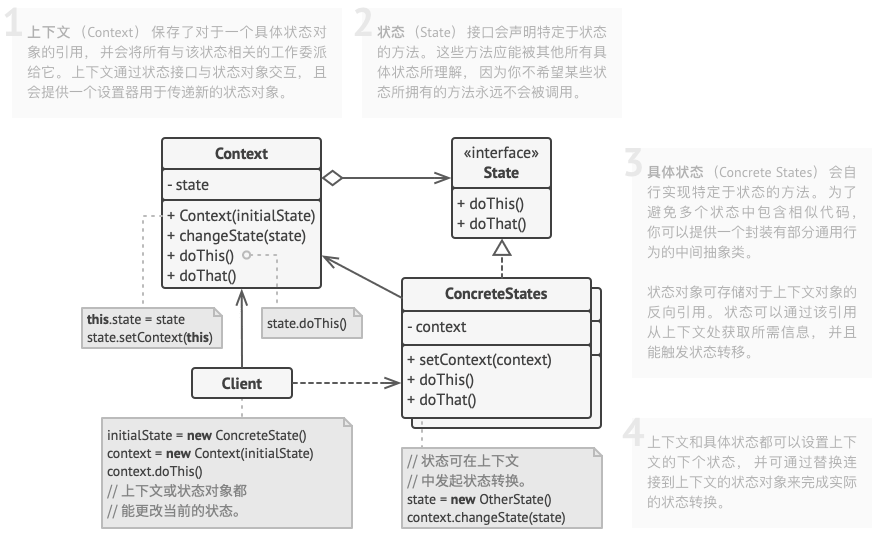 1
上下文 （Context） 保存了对于一个具体状态对
象的引用， 并会将所有与该状态相关的工作委派
给它。 上下文通过状态接口与状态对象交互， 且
会提供一个设置器用于传递新的状态对象。
2
状态 （State） 接口会声明特定于状态
的方法。 这些方法应能被其他所有具
体状态所理解， 因为你不希望某些状
态所拥有的方法永远不会被调用。
Context
- state
+ Context(initialState)
+ changeState(state)
+ doThis()
+ doThat()
«interface»
State
+ doThis()
+ doThat()
3
具体状态 （Concrete States） 会自
行实现特定于状态的方法。 为了
避免多个状态中包含相似代码，
你可以提供一个封装有部分通用行
为的中间抽象类。
状态对象可存储对于上下文对象的
反向引用。 状态可以通过该引用
从上下文处获取所需信息， 并且
能触发状态转移。
this.state = state
state.setContext(this)
state.doThis()
ConcreteStates
- context
+ setContext(context)
+ doThis()
+ doThat()
Client
initialState = new ConcreteState()
context = new Context(initialState)
context.doThis()
// 上下文或状态对象都
// 能更改当前的状态。
// 状态可在上下文
// 中发起状态转换。
state = new OtherState()
context.changeState(state)
4
上下文和具体状态都可以设置上下
文的下个状态， 并可通过替换连
接到上下文的状态对象来完成实际
的状态转换。